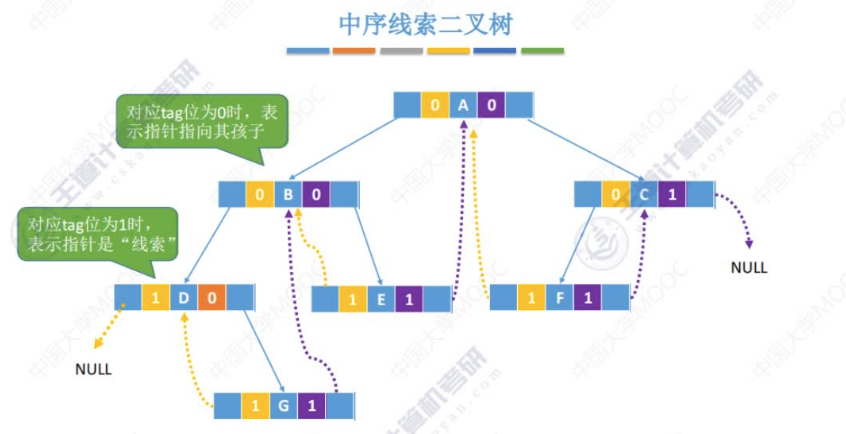 中序线索二叉树
对应tag位为0时，表
示指针指向其孩子
0 A 0
0 B 0
0 C 1
对应tag位为1时，
表示指针是“线索”
NULL
1 D 0
1 E 1
1 F 1
NULL
1 G 1
王道计算机考研
www.cskaoyan.com
中国大学MOOC